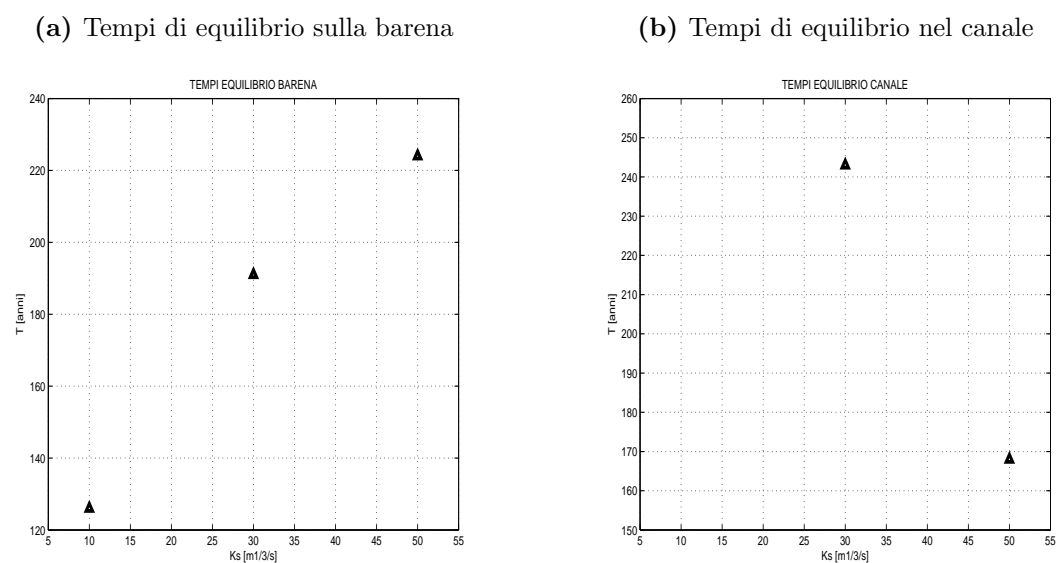 (a) Tempi di equilibrio sulla barena
(b) Tempi di equilibrio nel canale
TEMPI EQUILIBRIO BARENA
240
220
200
180
160
140
120
T [anni]
5 10 15 20 25 30 35 40 45 50 55
Ks [m1/3/s]
TEMPI EQUILIBRIO CANALE
260
250
240
230
220
210
200
190
180
170
160
150
T [anni]
5 10 15 20 25 30 35 40 45 50 55
Ks [m1/3/s]